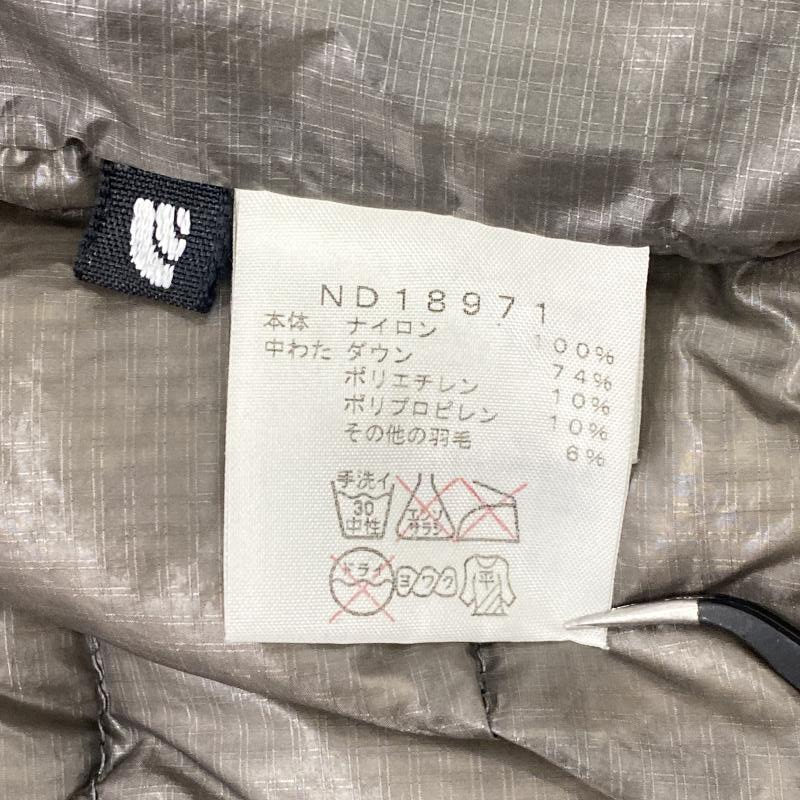 ND18971
本体 ナイロン 100%
中わた ダウン 74%
ポリエチレン 10%
ポリプロピレン 10%
その他の羽毛 6%
手洗イ 30 中性
エンソ サラシ
ドライ ヨワク 平